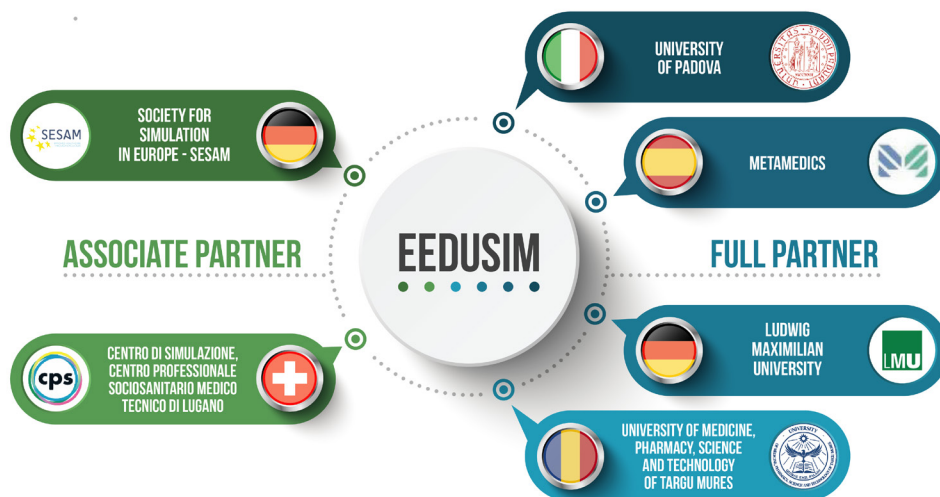 SOCIETY FOR
SIMULATION
IN EUROPE - SESAM
SESAM
ASSOCIATE PARTNER
cps
CENTRO DI SIMULAZIONE,
CENTRO PROFESSIONALE
SOCIOSANITARIO MEDICO
TECNICO DI LUGANO
EEDUSIM
UNIVERSITY
OF PADOVA
METAMEDICS
FULL PARTNER
LUDWIG
MAXIMILIAN
UNIVERSITY
LMU
UNIVERSITY OF MEDICINE,
PHARMACY, SCIENCE
AND TECHNOLOGY
OF TARGU MURES